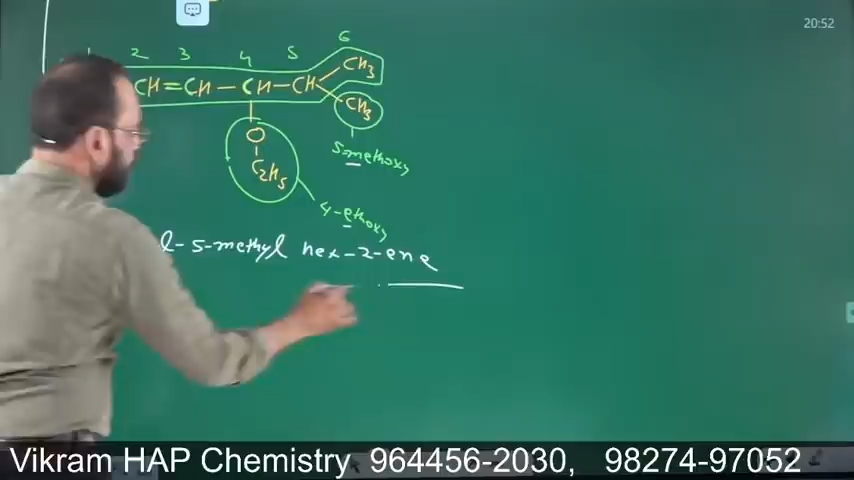 20:52
2 3 4 5 6
CH=CH-CH-CH CH3
CH3
O
C2H5
5-methoxy
4-ethoxy
l-5-methyl hex-2-ene
Vikram HAP Chemistry 964456-2030, 98274-97052